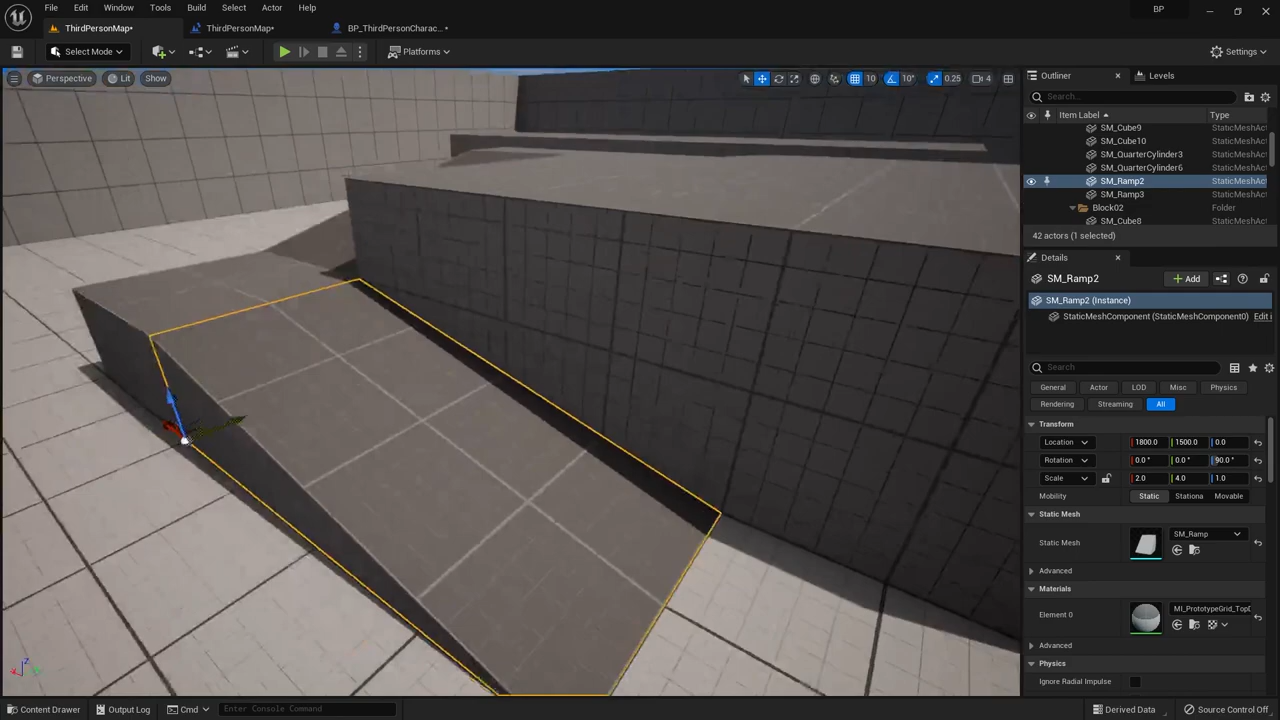 File Edit Window Tools Build Select Actor Help
BP
ThirdPersonMap*
ThirdPersonMap*
BP_ThirdPersonCharac...*
Select Mode
Platforms
Settings
Perspective Lit Show
10 10° 0.25 4
Outliner
Levels
Search...
Item Label Type
SM_Cube9 StaticMeshAct
SM_Cube10 StaticMeshAct
SM_QuarterCylinder3 StaticMeshAct
SM_QuarterCylinder6 StaticMeshAct
SM_Ramp2 StaticMeshAct
SM_Ramp3 StaticMeshAct
Block02 Folder
SM_Cube8 StaticMeshAct
42 actors (1 selected)
Details
SM_Ramp2
+ Add
SM_Ramp2 (Instance)
StaticMeshComponent (StaticMeshComponent0) Edit i
Search
General Actor LOD Misc Physics
Rendering Streaming All
Transform
Location 1800.0 1500.0 0.0
Rotation 0.0 ° 0.0 ° 90.0 °
Scale 2.0 4.0 1.0
Mobility Static Stationa Movable
Static Mesh
Static Mesh SM_Ramp
Advanced
Materials
Element 0 MI_PrototypeGrid_TopD
Advanced
Physics
Ignore Radial Impulse
Content Drawer Output Log Cmd Enter Console Command
Derived Data Source Control Off